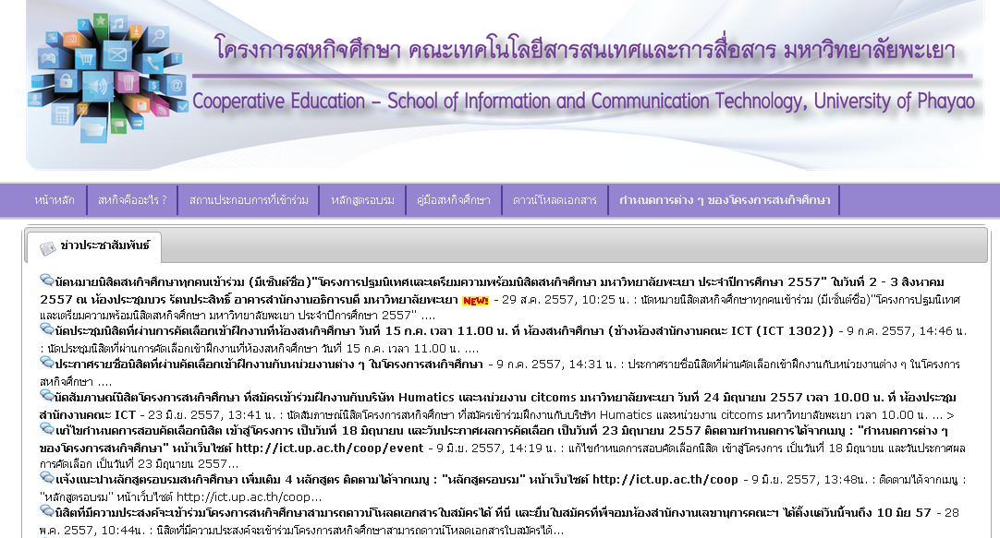 โครงการสหกิจศึกษา คณะเทคโนโลยีสารสนเทศและการสื่อสาร มหาวิทยาลัยพะเยา
Cooperative Education – School of Information and Communication Technology, University of Phayao
หน้าหลัก สหกิจคืออะไร ? สถานประกอบการที่เข้าร่วม หลักสูตรอบรม คู่มือสหกิจศึกษา ดาวน์โหลดเอกสาร กำหนดการต่าง ๆ ของโครงการสหกิจศึกษา
ข่าวประชาสัมพันธ์
นัดหมายนิสิตสหกิจศึกษาทุกคนเข้าร่วม (มีเซ็นต์ชื่อ)"โครงการปฐมนิเทศและเตรียมความพร้อมนิสิตสหกิจศึกษา มหาวิทยาลัยพะเยา ประจำปีการศึกษา 2557" ในวันที่ 2 - 3 สิงหาคม
2557 ณ ห้องประชุมบวร รัตนประสิทธิ์ อาคารสำนักงานอธิการบดี มหาวิทยาลัยพะเยา NEW! - 29 ส.ค. 2557, 10:25 น. : นัดหมายนิสิตสหกิจศึกษาทุกคนเข้าร่วม (มีเซ็นต์ชื่อ)"โครงการปฐมนิเทศ
และเตรียมความพร้อมนิสิตสหกิจศึกษา มหาวิทยาลัยพะเยา ประจำปีการศึกษา 2557" ....
นัดประชุมนิสิตที่ผ่านการคัดเลือกเข้าฝึกงานที่ห้องสหกิจศึกษา วันที่ 15 ก.ค. เวลา 11.00 น. ที่ ห้องสหกิจศึกษา (ข้างห้องสำนักงานคณะ ICT (ICT 1302)) - 9 ก.ค. 2557, 14:46 น.
: นัดประชุมนิสิตที่ผ่านการคัดเลือกเข้าฝึกงานที่ห้องสหกิจศึกษา วันที่ 15 ก.ค. เวลา 11.00 น. ....
ประกาศรายชื่อนิสิตที่ผ่านคัดเลือกเข้าฝึกงานกับหน่วยงานต่าง ๆ ในโครงการสหกิจศึกษา - 9 ก.ค. 2557, 14:31 น. : ประกาศรายชื่อนิสิตที่ผ่านคัดเลือกเข้าฝึกงานกับหน่วยงานต่าง ๆ ในโครงการ
สหกิจศึกษา ....
นัดสัมภาษณ์นิสิตโครงการสหกิจศึกษา ที่สมัครเข้าร่วมฝึกงานกับบริษัท Humatics และหน่วยงาน citcoms มหาวิทยาลัยพะเยา วันที่ 24 มิถุนายน 2557 เวลา 10.00 น. ที่ ห้องประชุม
สำนักงานคณะ ICT - 23 มิ.ย. 2557, 13:41 น. : นัดสัมภาษณ์นิสิตโครงการสหกิจศึกษา ที่สมัครเข้าร่วมฝึกงานกับบริษัท Humatics และหน่วยงาน citcoms มหาวิทยาลัยพะเยา เวลา 10.00 น. ... >
แก้ไขกำหนดการสอบคัดเลือกนิสิต เข้าสู่โครงการ เป็นวันที่ 18 มิถุนายน และวันประกาศผลการคัดเลือก เป็นวันที่ 23 มิถุนายน 2557 ติดตามกำหนดการได้จากเมนู : "กำหนดการต่าง ๆ
ของโครงการสหกิจศึกษา" หน้าเว็บไซต์ http://ict.up.ac.th/coop/event - 9 มิ.ย. 2557, 14:19 น. : แก้ไขกำหนดการสอบคัดเลือกนิสิต เข้าสู่โครงการ เป็นวันที่ 18 มิถุนายน และวันประกาศผล
การคัดเลือก เป็นวันที่ 23 มิถุนายน 2557...
แจ้งแนะนำหลักสูตรอบรมสหกิจศึกษา เพิ่มเติม 4 หลักสูตร ติดตามได้จากเมนู : "หลักสูตรอบรม" หน้าเว็บไซต์ http://ict.up.ac.th/coop - 9 มิ.ย. 2557, 13:48น. : ติดตามได้จากเมนู :
"หลักสูตรอบรม" หน้าเว็บไซต์ http://ict.up.ac.th/coop...
นิสิตที่มีความประสงค์จะเข้าร่วมโครงการสหกิจศึกษาสามารถดาวน์โหลดเอกสารใบสมัครได้ ที่นี่ และยื่นใบสมัครที่พี่จอมห้องสำนักงานเลขานุการคณะฯ ได้ตั้งแต่วันนี้จนถึง 10 มิย 57 - 28
พ.ค. 2557, 10:44น. : นิสิตที่มีความประสงค์จะเข้าร่วมโครงการสหกิจศึกษาสามารถดาวน์โหลดเอกสารใบสมัครได้...